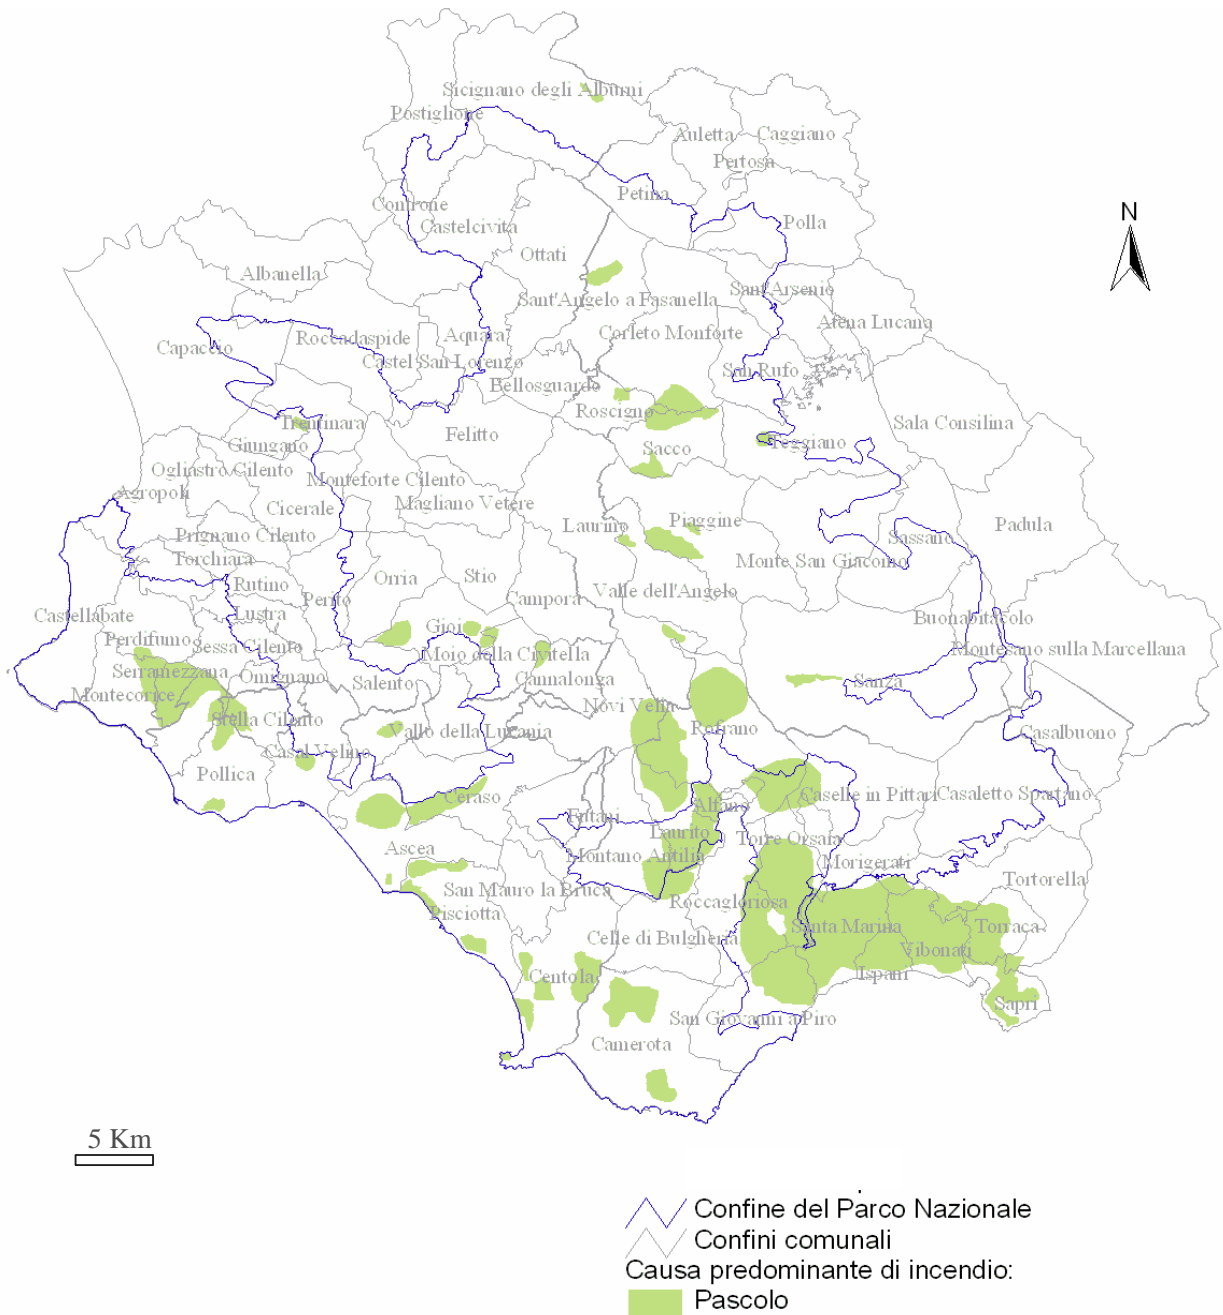 Sicignano degli Alburni
Postiglione
Auletta
Caggiano
Pertosa
Petina
Controne
Castelcivita
Polla
N
Ottati
Albanella
Sant'Angelo a Fasanella
Sant'Arsenio
Atena Lucana
Corleto Monforte
Roccadaspide
Aquara
Capaccio
Castel San Lorenzo
San Rufo
Bellosguardo
Roscigno
Trentinara
Sala Consilina
Felitto
Giungano
Teggiano
Sacco
Ogliastro Cilento
Monteforte Cilento
Agropoli
Magliano Vetere
Cicerale
Laurino
Piaggine
Padula
Prignano Cilento
Sassano
Torchiara
Monte San Giacomo
Orria
Stio
Rutino
Valle dell'Angelo
Campora
Perito
Castellabate
Lustra
Buonabitacolo
Gioi
Perdifumo
Sessa Cilento
Montesano sulla Marcellana
Moio della Civitella
Serramezzana
Omignano
Salento
Cannalonga
Sanza
Montecorice
Novi Velia
Stella Cilento
Rofrano
Vallo della Lucania
Casalbuono
Casal Velino
Pollica
Ceraso
Caselle in Pittari
Casaletto Spartano
Alfano
Futani
Laurito
Torre Orsaia
Ascea
Montano Antilia
Morigerati
Tortorella
San Mauro la Bruca
Roccagloriosa
Pisciotta
Santa Marina
Torraca
Celle di Bulgheria
Vibonati
Centola
Ispani
Sapri
San Giovanni a Piro
Camerota
5 Km
Confine del Parco Nazionale
Confini comunali
Causa predominante di incendio:
Pascolo